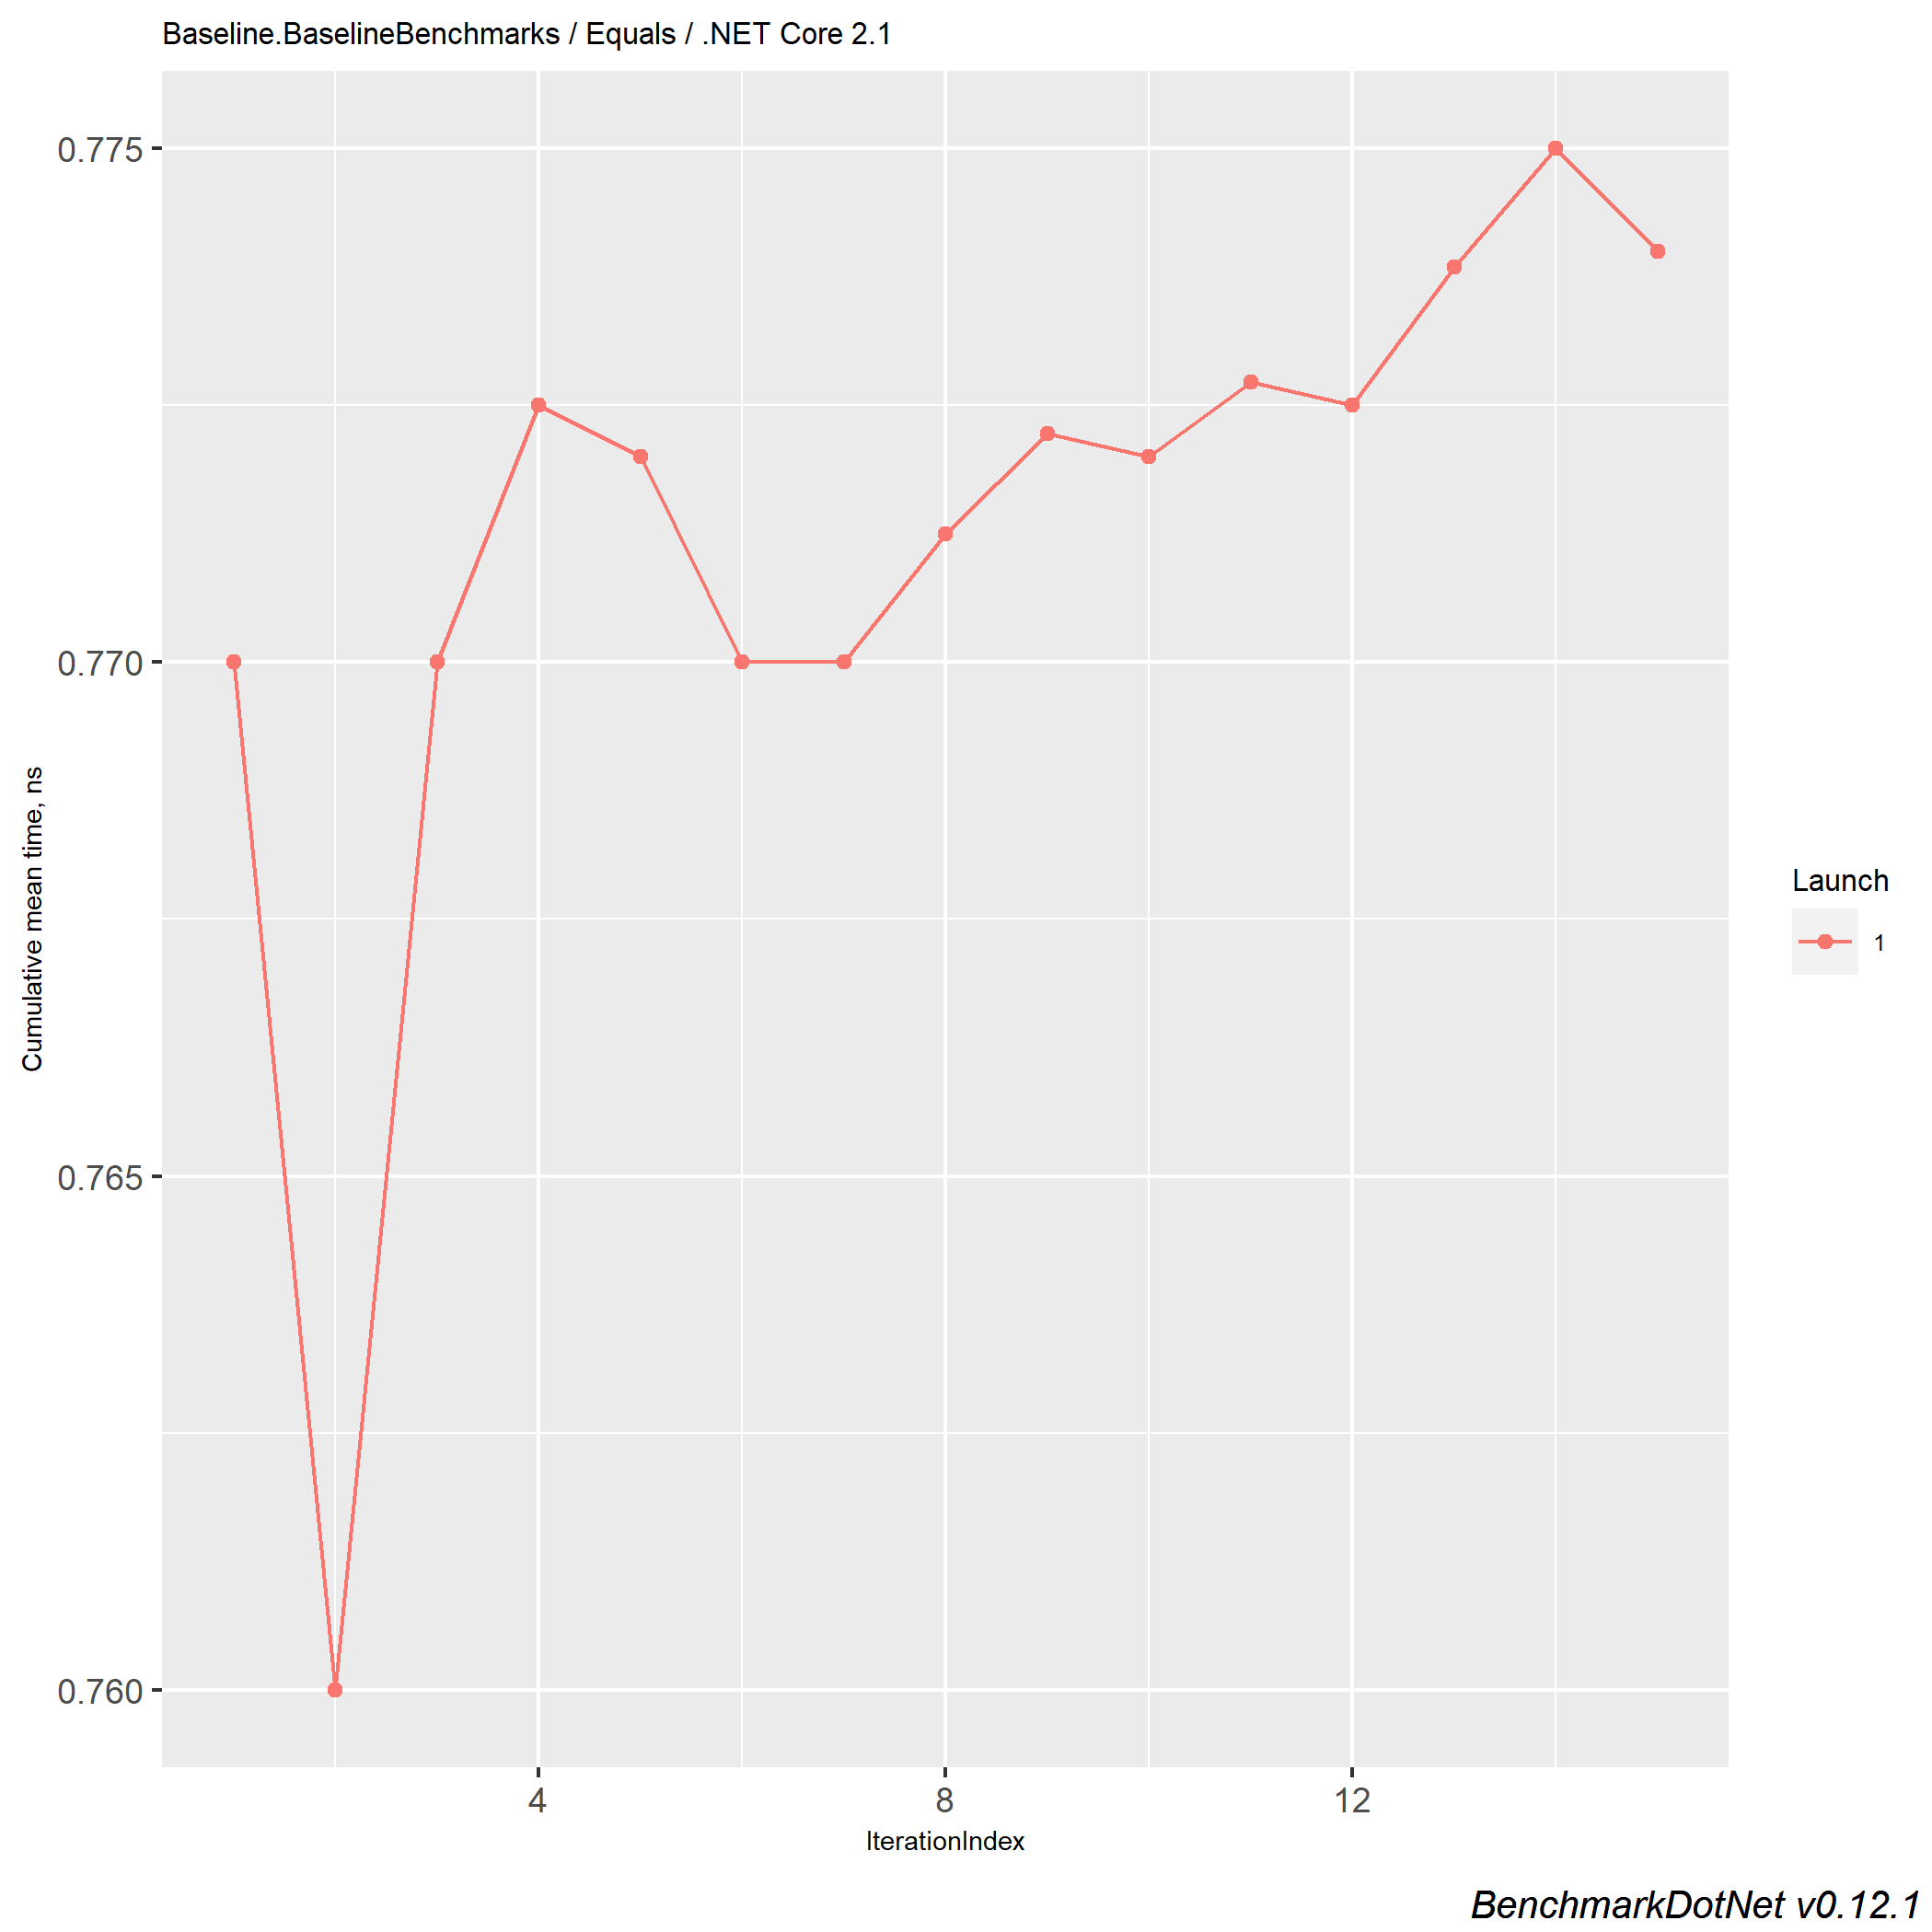 Baseline.BaselineBenchmarks / Equals / .NET Core 2.1
0.775
0.770
0.765
0.760
Cumulative mean time, ns
4 8 12
IterationIndex
Launch
1
BenchmarkDotNet v0.12.1